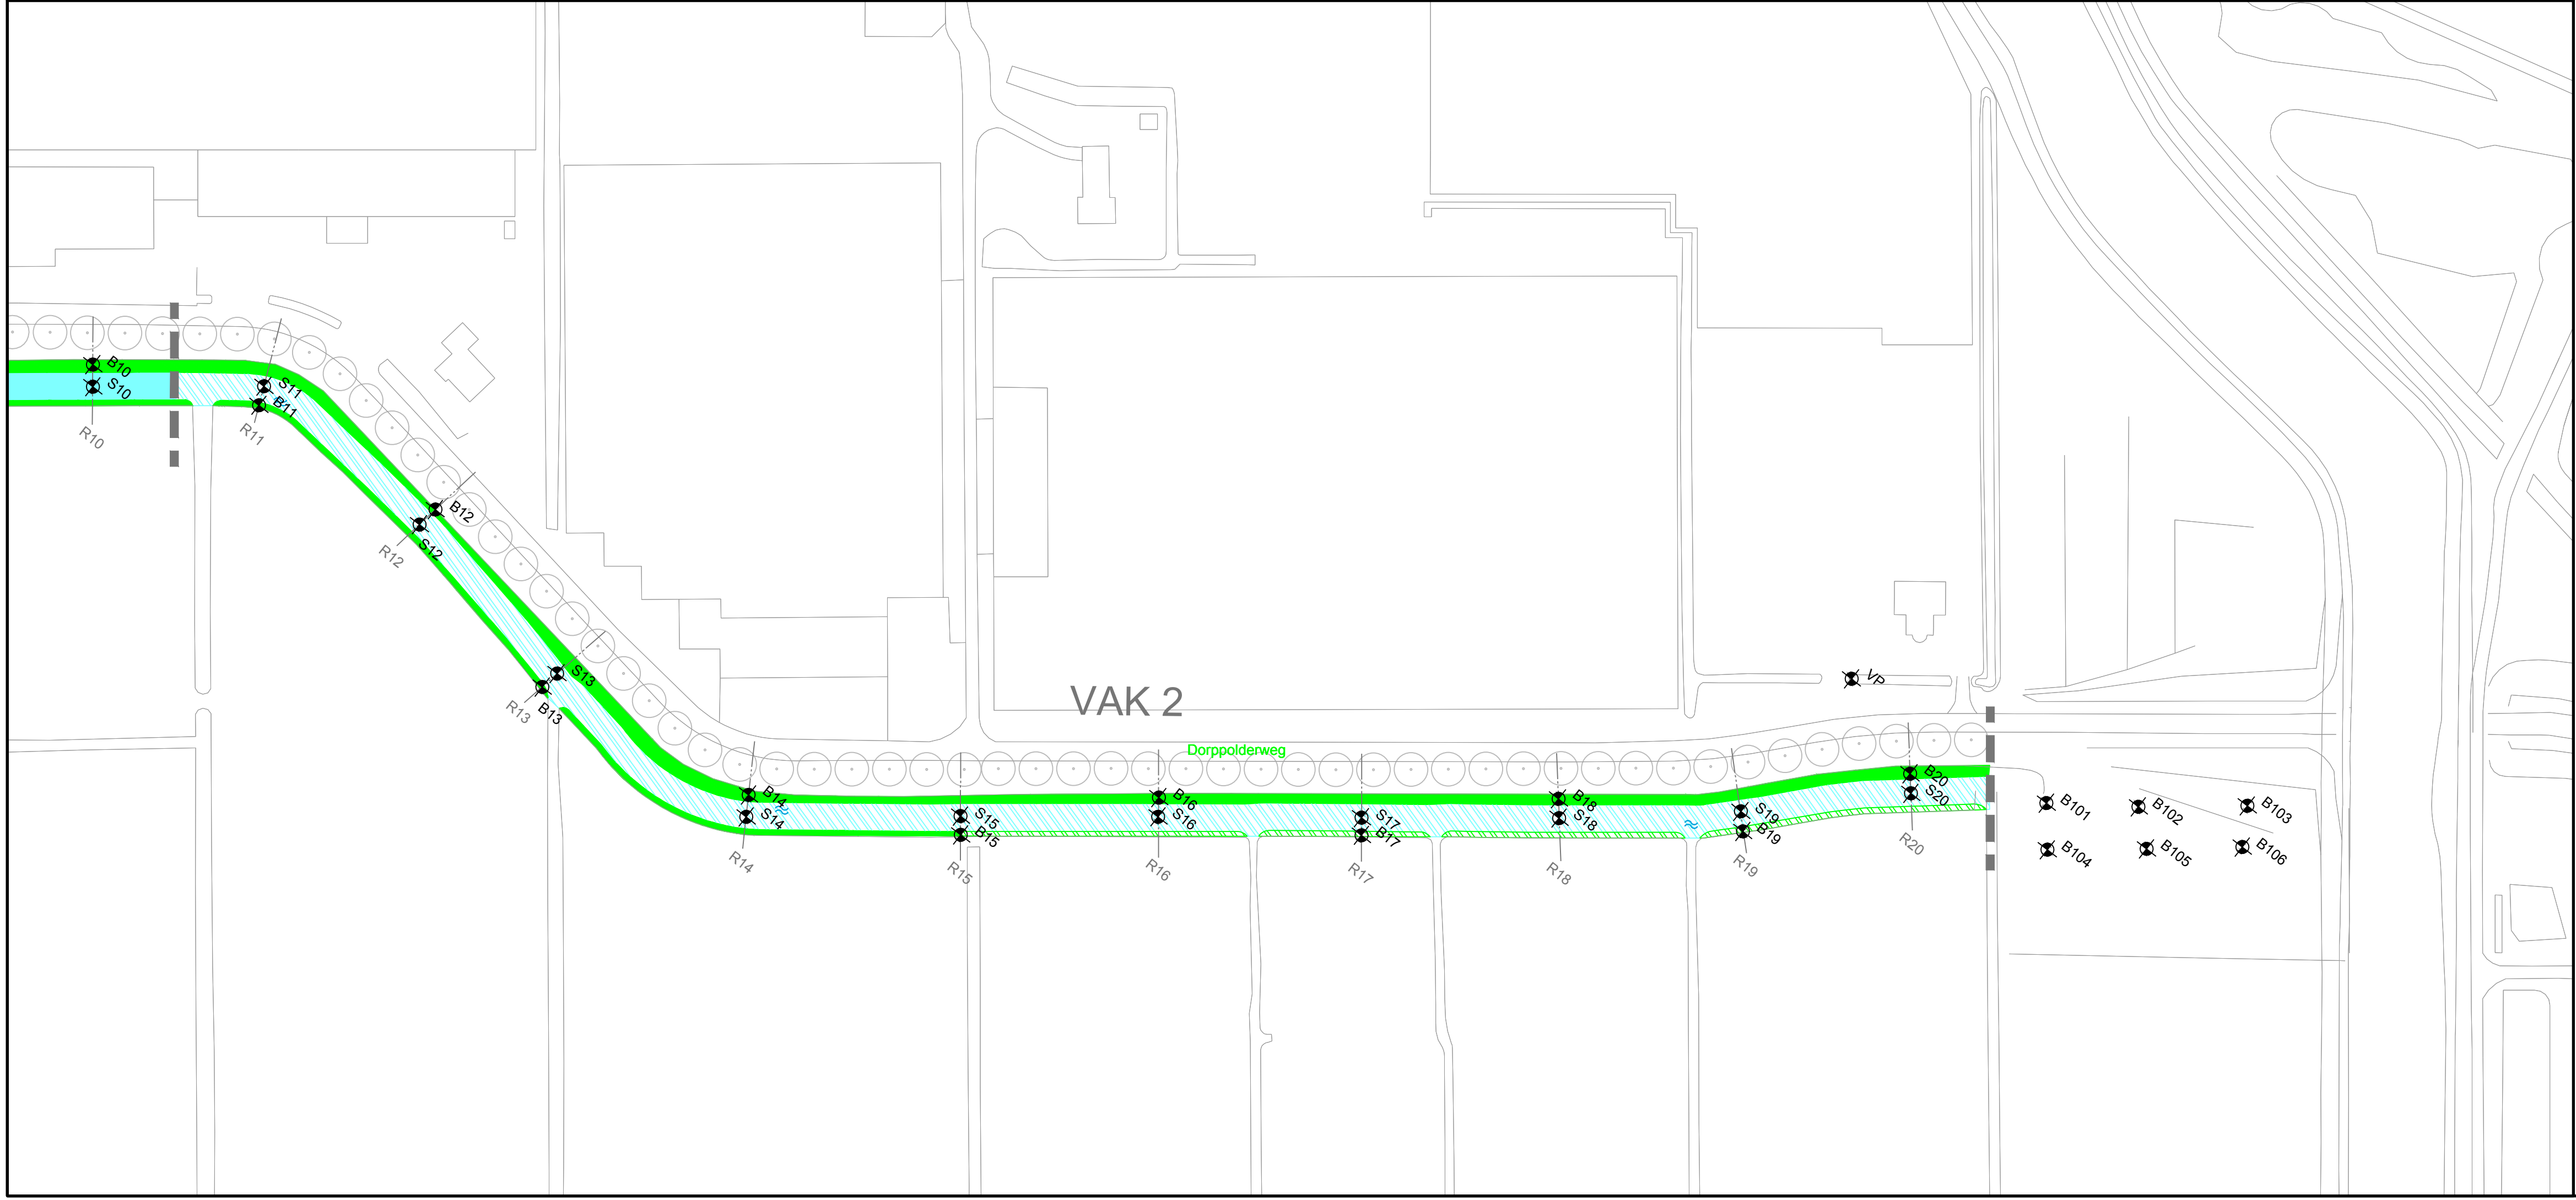 B10
S10
R10
S11
B11
R11
B12
S12
R12
S13
B13
R13
VAK 2
Dorppolderweg
VP
B14
S14
R14
S15
B15
R15
B16
S16
R16
S17
B17
R17
B18
S18
R18
S19
B19
R19
B20
S20
R20
B101
B102
B103
B104
B105
B106